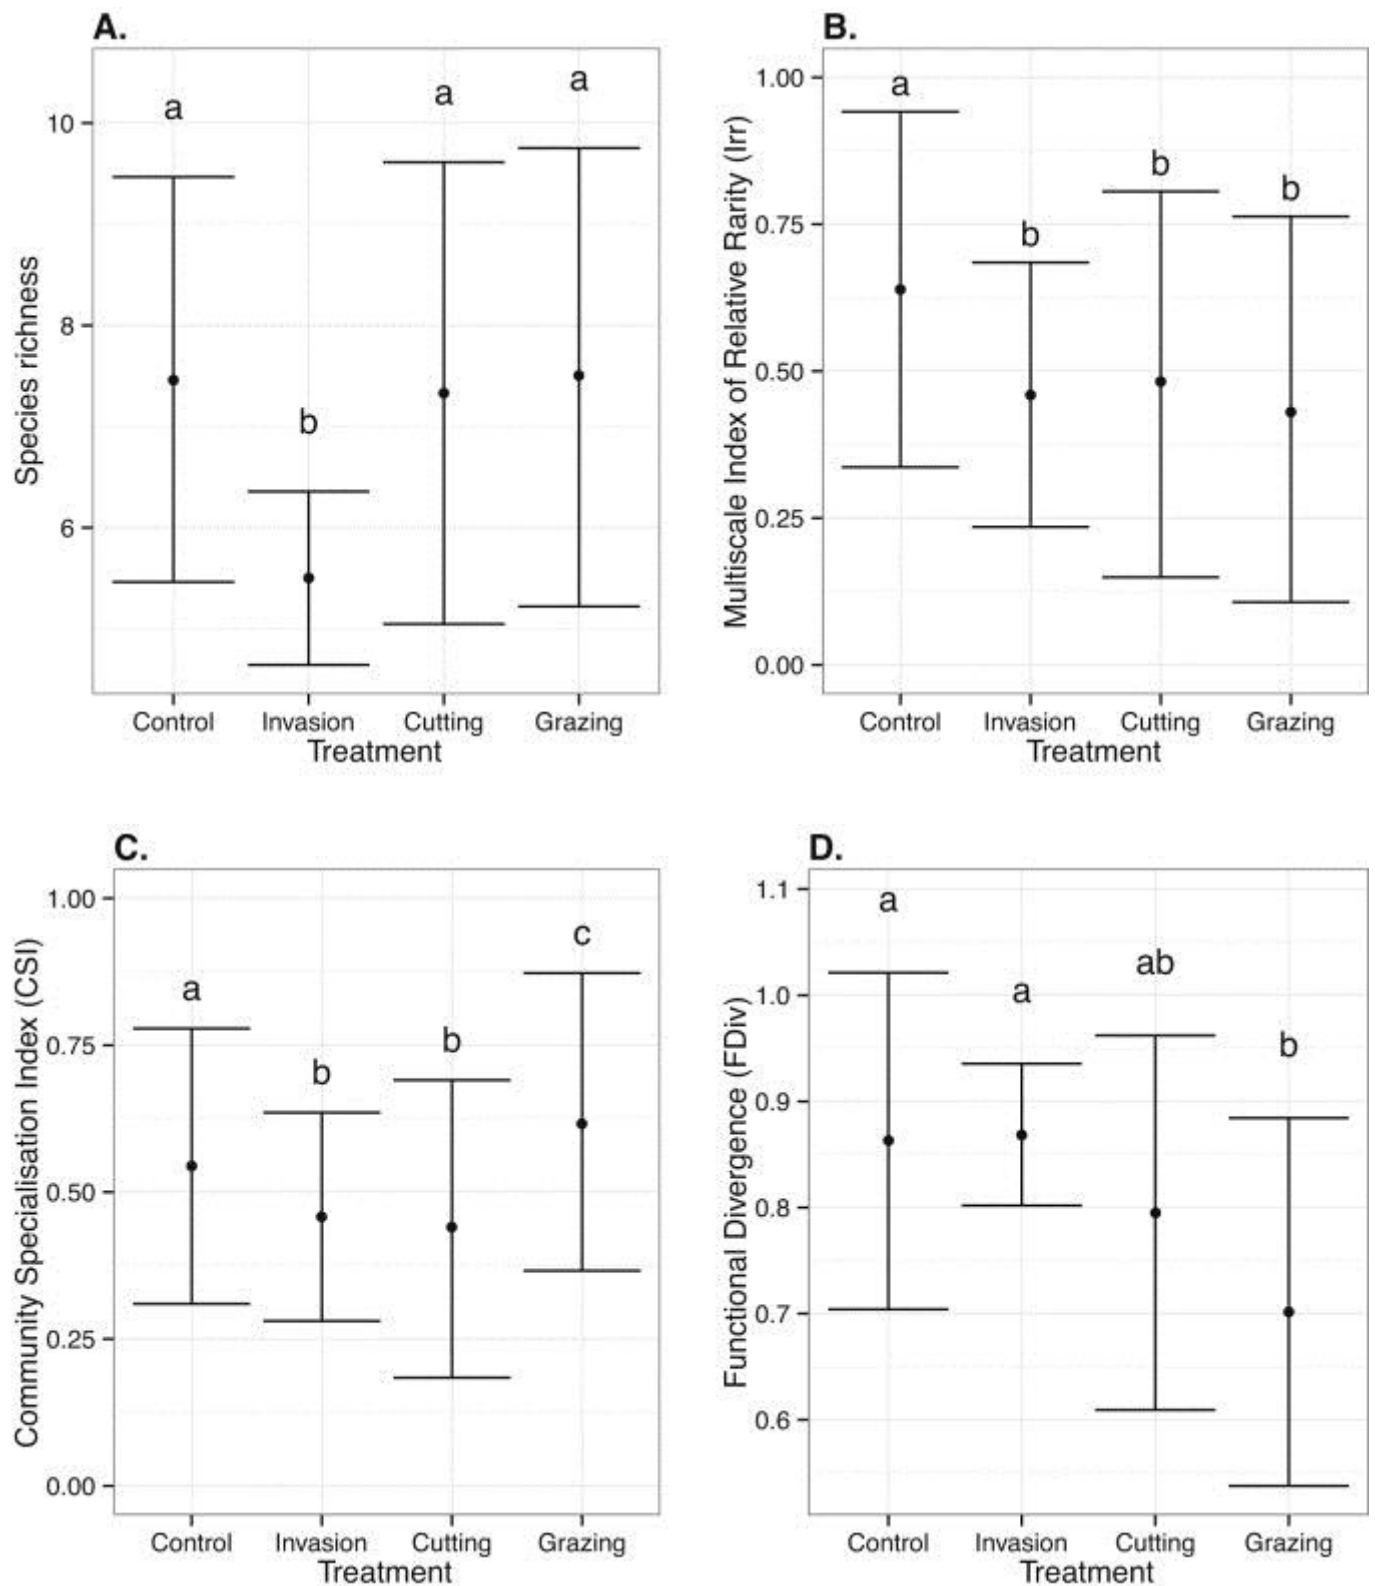 A.
Species richness
10
8
6
a
b
a
a
Control Invasion Cutting Grazing
Treatment
B.
Multiscale Index of Relative Rarity (Irr)
1.00
0.75
0.50
0.25
0.00
a
b
b
b
Control Invasion Cutting Grazing
Treatment
C.
Community Specialisation Index (CSI)
1.00
0.75
0.50
0.25
0.00
a
b
b
c
Control Invasion Cutting Grazing
Treatment
D.
Functional Divergence (FDiv)
1.1
1.0
0.9
0.8
0.7
0.6
a
a
ab
b
Control Invasion Cutting Grazing
Treatment